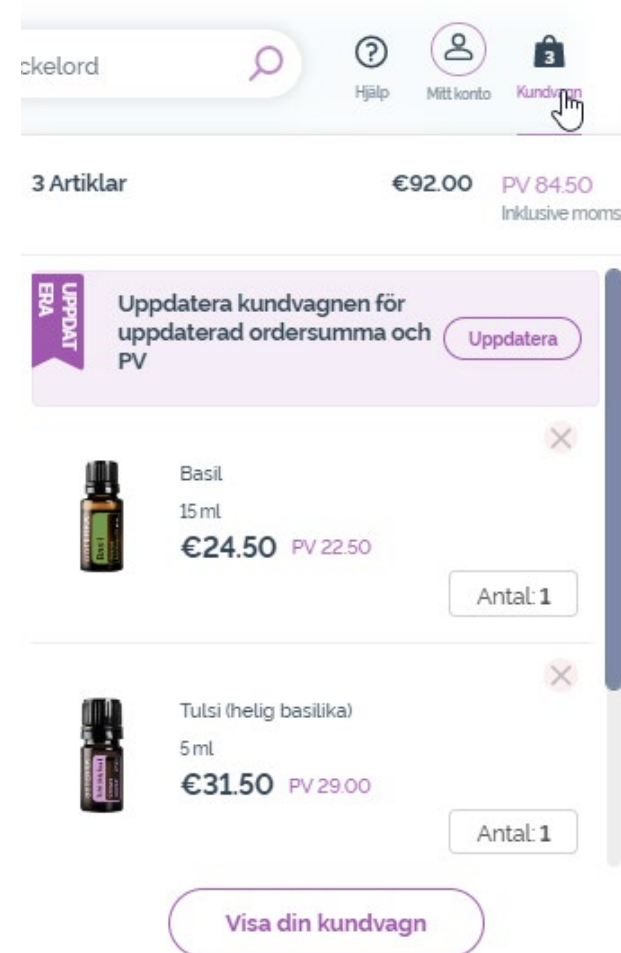 ckelord
3
Hjälp
Mitt konto
Kundvagn
3 Artiklar
€92.00 PV 84.50
Inklusive moms
UPPDAT
ERA
Uppdatera kundvagnen för
uppdaterad ordersumma och
PV
Uppdatera
Basil
15 ml
€24.50 PV 22.50
Antal: 1
Tulsi (helig basilika)
5 ml
€31.50 PV 29.00
Antal: 1
Visa din kundvagn